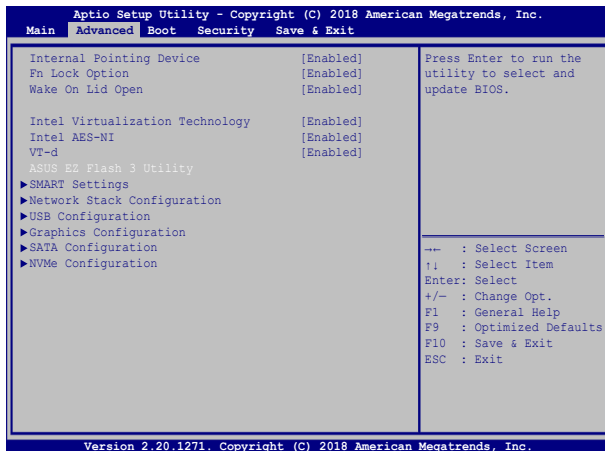 Aptio Setup Utility - Copyright (C) 2018 American Megatrends, Inc.
Main Advanced Boot Security Save & Exit
Internal Pointing Device [Enabled]
Fn Lock Option [Enabled]
Wake On Lid Open [Enabled]
Intel Virtualization Technology [Enabled]
Intel AES-NI [Enabled]
VT-d [Enabled]
ASUS EZ Flash 3 Utility
▶SMART Settings
▶Network Stack Configuration
▶USB Configuration
▶Graphics Configuration
▶SATA Configuration
▶NVMe Configuration
Press Enter to run the
utility to select and
update BIOS.
→← : Select Screen
↑↓ : Select Item
Enter: Select
+/— : Change Opt.
F1 : General Help
F9 : Optimized Defaults
F10 : Save & Exit
ESC : Exit
Version 2.20.1271. Copyright (C) 2018 American Megatrends, Inc.